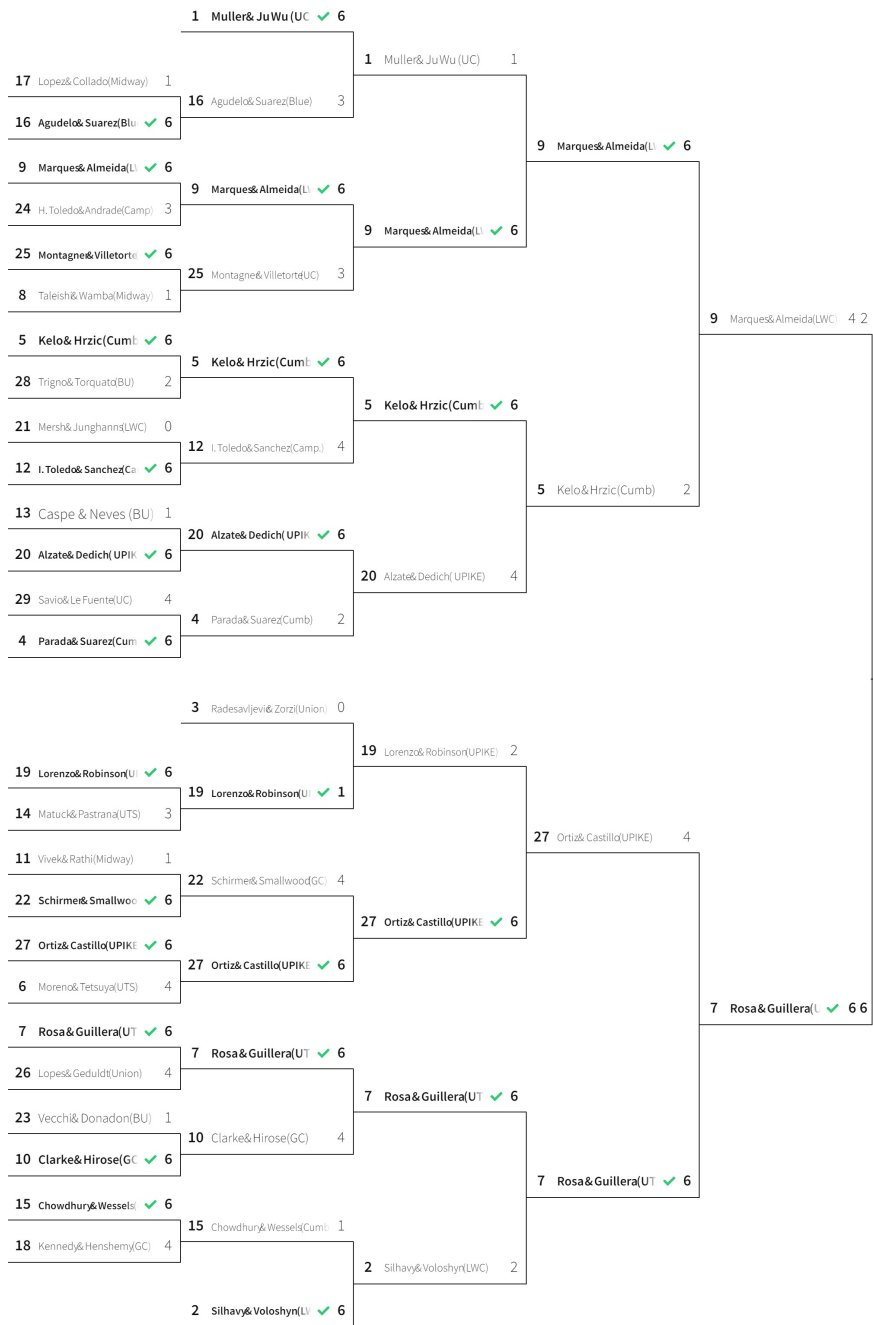 1 Muller& Ju Wu (UC 6
1 Muller& Ju Wu (UC) 1
17 Lopez& Collado(Midway) 1
16 Agudelo& Suarez(Blue) 3
16 Agudelo& Suarez(Blu 6
9 Marques& Almeida(L 6
9 Marques& Almeida(L 6
9 Marques& Almeida(LW 6
24 H. Toledo&Andrade(Camp) 3
9 Marques& Almeida(L 6
25 Montagne& Villetorte 6
25 Montagne& Villetorte(UC) 3
8 Taleishi& Wamba(Midway) 1
9 Marques& Almeida(LWC) 4 2
5 Kelo& Hrzic(Cumb 6
5 Kelo& Hrzic(Cumb 6
28 Trigno& Torquato(BU) 2
5 Kelo& Hrzic(Cumb 6
21 Mersh& Junghanns(LWC) 0
12 I. Toledo& Sanchez(Camp.) 4
12 I. Toledo& Sanchez(Ca 6
5 Kelo& Hrzic(Cumb) 2
13 Caspe & Neves (BU) 1
20 Alzate& Dedich( UPIK 6
20 Alzate& Dedich( UPIK 6
20 Alzate& Dedich( UPIKE) 4
29 Savio& Le Fuente(UC) 4
4 Parada& Suarez(Cumb) 2
4 Parada& Suarez(Cum 6
3 Radesavljevi& Zorzi(Union) 0
19 Lorenzo& Robinson(UPIKE) 2
19 Lorenzo& Robinson(U 6
19 Lorenzo& Robinson(U 1
14 Matuck& Pastrana(UTS) 3
27 Ortiz& Castillo(UPIKE) 4
11 Vivek& Rathi(Midway) 1
22 Schirmer& Smallwood(GC) 4
22 Schirmer& Smallwoo 6
27 Ortiz& Castillo(UPIKE 6
27 Ortiz& Castillo(UPIKE 6
27 Ortiz& Castillo(UPIKE 6
6 Moreno& Tetsuya(UTS) 4
7 Rosa& Guillera(U 6 6
7 Rosa& Guillera(UT 6
7 Rosa& Guillera(UT 6
26 Lopes& Geduldt(Union) 4
7 Rosa& Guillera(UT 6
23 Vecchi& Donadon(BU) 1
10 Clarke& Hirose(GC) 4
10 Clarke& Hirose(GC 6
7 Rosa& Guillera(UT 6
15 Chowdhury& Wessels( 6
15 Chowdhury& Wessels(Cumb 1
18 Kennedy& Henshemy(GC) 4
2 Silhavy& Voloshyn(LWC) 2
2 Silhavy& Voloshyn(LW 6